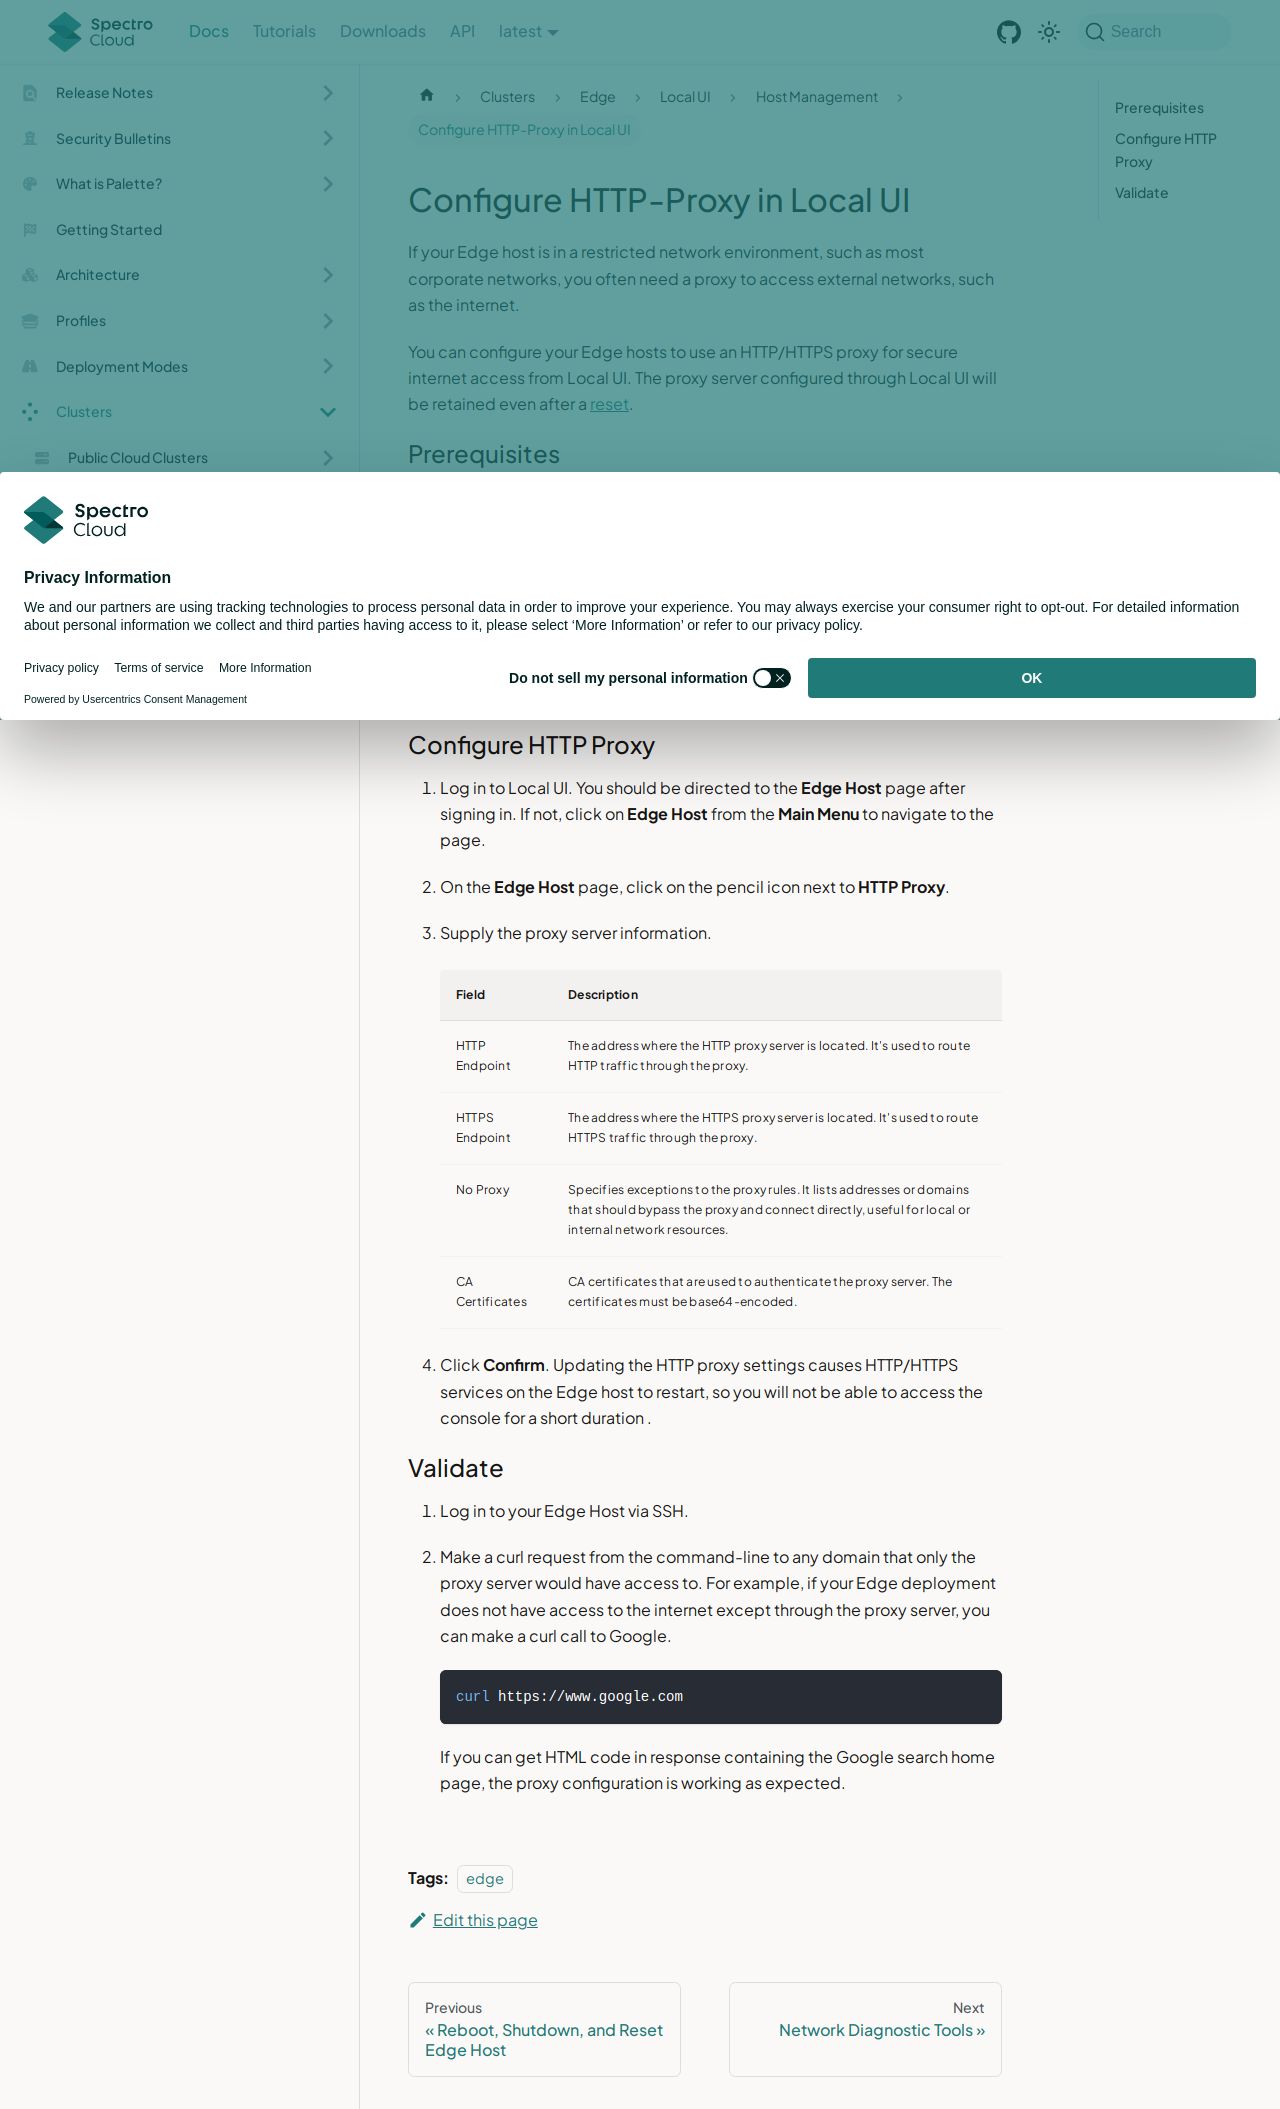 Spectro Cloud
Docs
Tutorials
Downloads
API
latest
Search
Release Notes
Security Bulletins
What is Palette?
Getting Started
Architecture
Profiles
Deployment Modes
Clusters
Public Cloud Clusters
Clusters
Edge
Local UI
Host Management
Configure HTTP-Proxy in Local UI
Prerequisites
Configure HTTP
Proxy
Validate
Configure HTTP-Proxy in Local UI
If your Edge host is in a restricted network environment, such as most
corporate networks, you often need a proxy to access external networks, such
as the internet.
You can configure your Edge hosts to use an HTTP/HTTPS proxy for secure
internet access from Local UI. The proxy server configured through Local UI will
be retained even after a reset.
Prerequisites
Spectro
Cloud
Privacy Information
We and our partners are using tracking technologies to process personal data in order to improve your experience. You may always exercise your consumer right to opt-out. For detailed information
about personal information we collect and third parties having access to it, please select ‘More Information’ or refer to our privacy policy.
Privacy policy
Terms of service
More Information
Powered by Usercentrics Consent Management
Do not sell my personal information
OK
Configure HTTP Proxy
1. Log in to Local UI. You should be directed to the Edge Host page after
signing in. If not, click on Edge Host from the Main Menu to navigate to the
page.
2. On the Edge Host page, click on the pencil icon next to HTTP Proxy.
3. Supply the proxy server information.
Field
Description
HTTP
Endpoint
The address where the HTTP proxy server is located. It's used to route
HTTP traffic through the proxy.
HTTPS
Endpoint
The address where the HTTPS proxy server is located. It's used to route
HTTPS traffic through the proxy.
No Proxy
Specifies exceptions to the proxy rules. It lists addresses or domains
that should bypass the proxy and connect directly, useful for local or
internal network resources.
CA
Certificates
CA certificates that are used to authenticate the proxy server. The
certificates must be base64-encoded.
4. Click Confirm. Updating the HTTP proxy settings causes HTTP/HTTPS
services on the Edge host to restart, so you will not be able to access the
console for a short duration .
Validate
1. Log in to your Edge Host via SSH.
2. Make a curl request from the command-line to any domain that only the
proxy server would have access to. For example, if your Edge deployment
does not have access to the internet except through the proxy server, you
can make a curl call to Google.
curl https://www.google.com
If you can get HTML code in response containing the Google search home
page, the proxy configuration is working as expected.
Tags: edge
Edit this page
Previous
« Reboot, Shutdown, and Reset
Edge Host
Next
Network Diagnostic Tools »